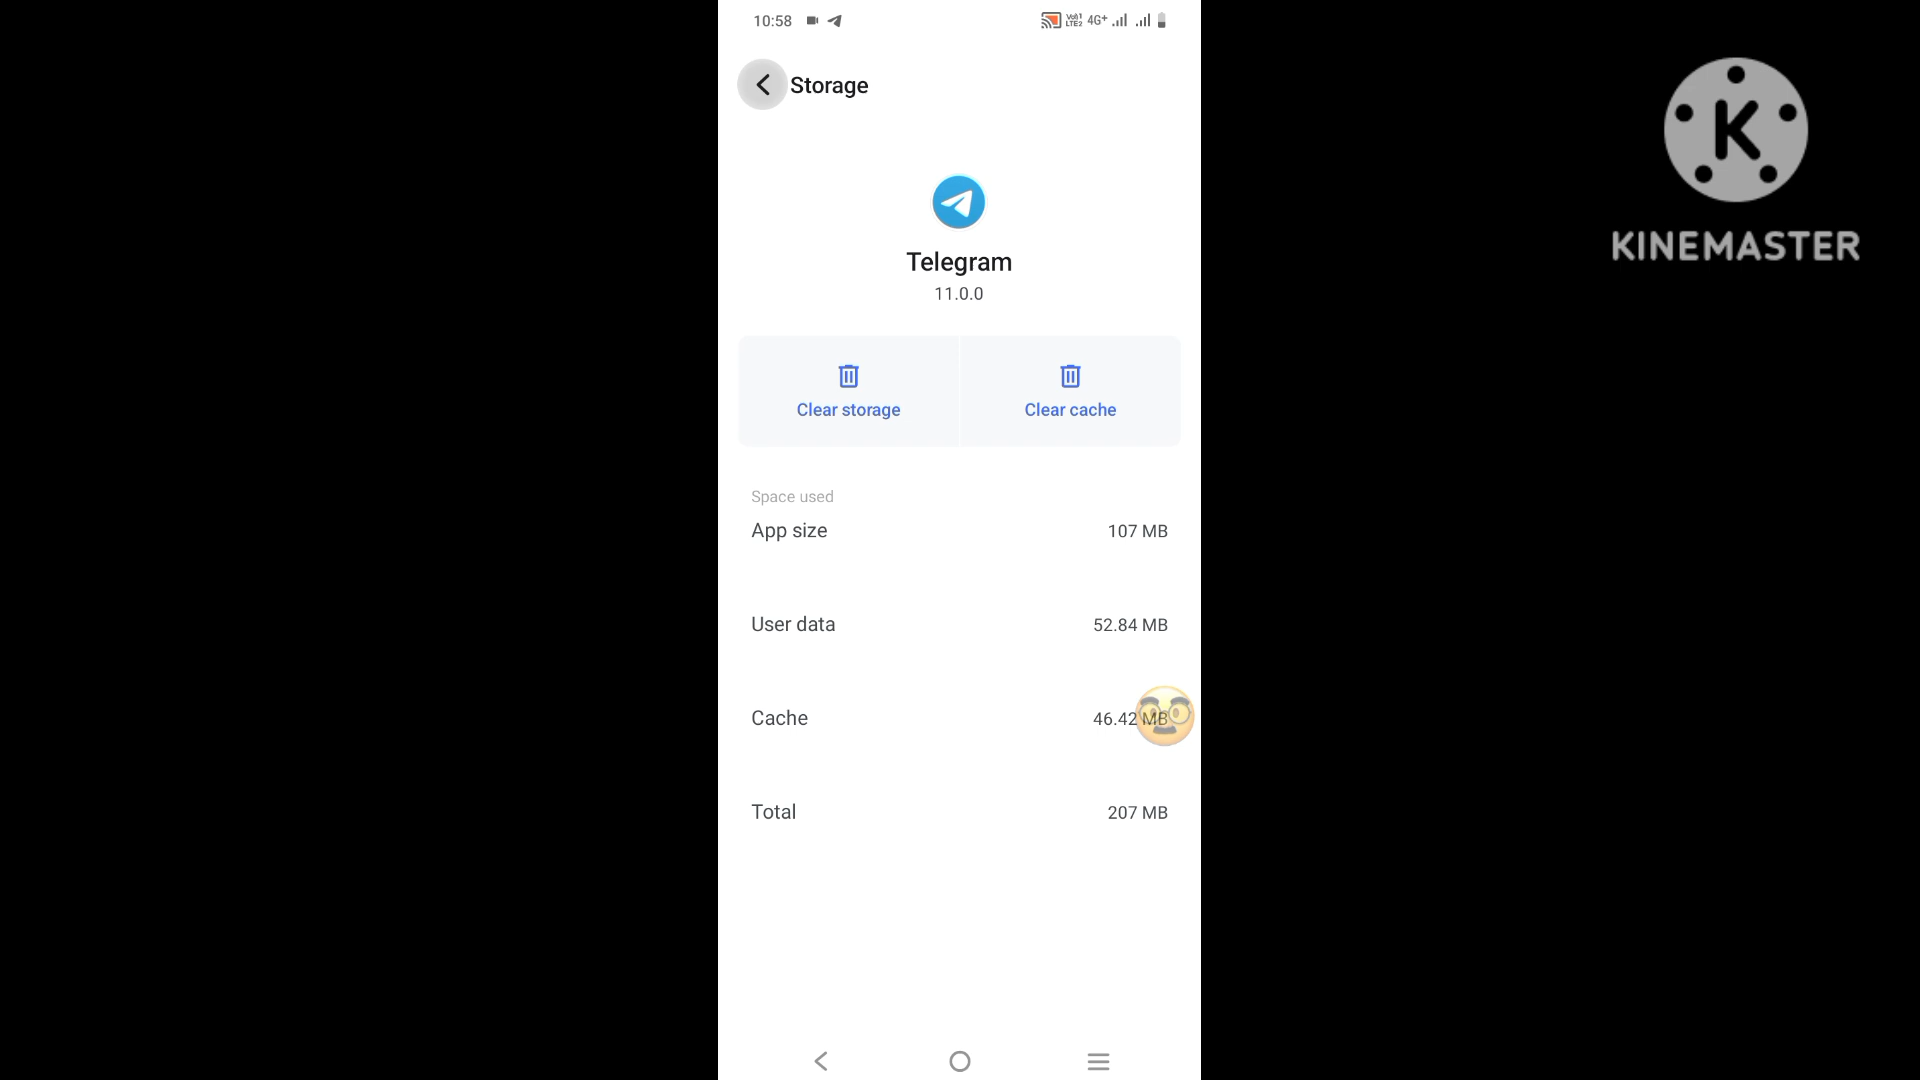 10:58
4G+
Storage
Telegram
11.0.0
Clear storage
Clear cache
Space used
App size
107 MB
User data
52.84 MB
Cache
46.42 MB
Total
207 MB
K
KINEMASTER